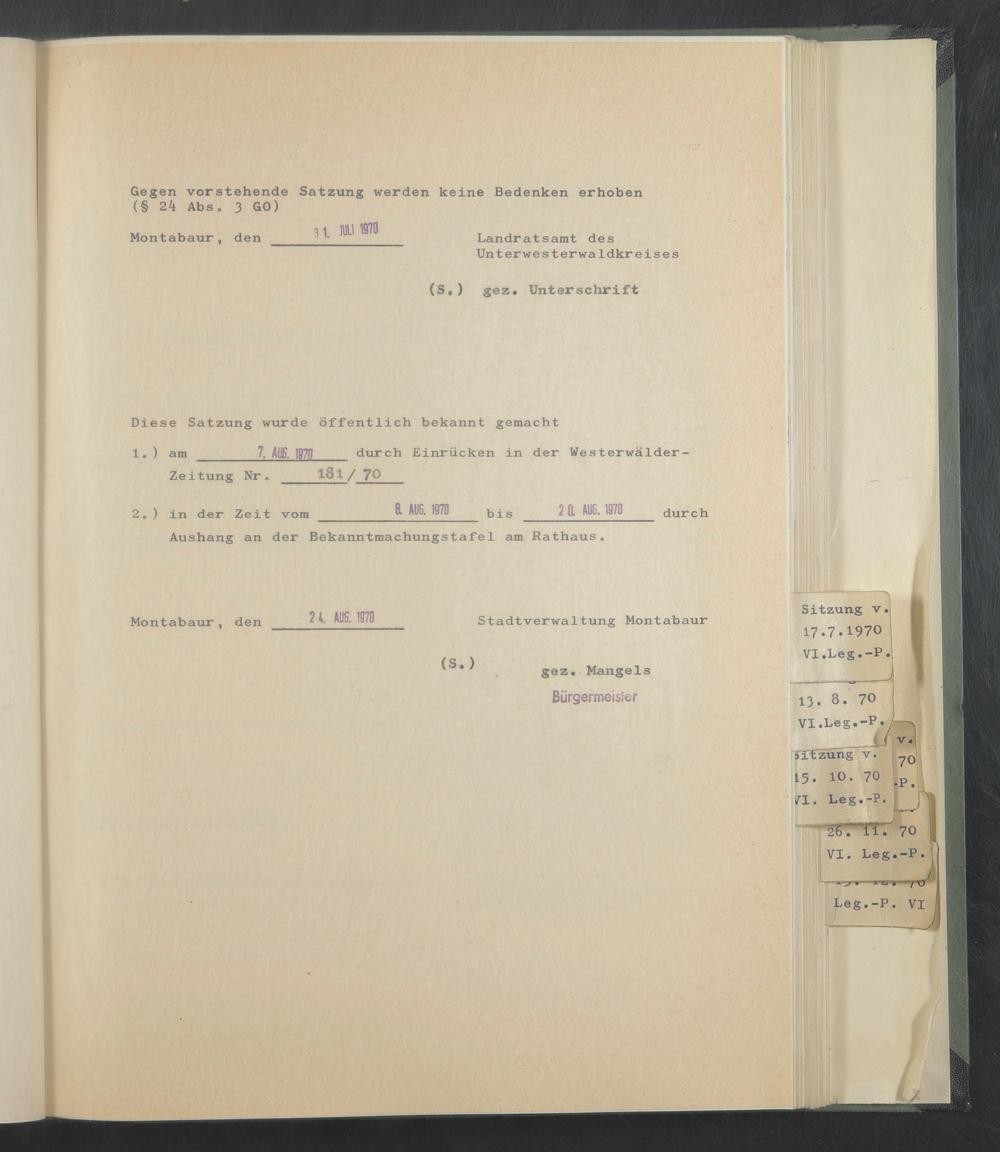 Gegen vorstehende Satzung werden keine Bedenken erhoben
(§ 24 Abs. 3 GO)
Montabaur, den 31. JULI 1970
Landratsamt des
Unterwesterwaldkreises
(S.) gez. Unterschrift
Diese Satzung wurde öffentlich bekannt gemacht
1.) am 7. AUG. 1970 durch Einrücken in der Westerwälder-
Zeitung Nr. 181/70
2.) in der Zeit vom 8. AUG. 1970 bis 20. AUG. 1970 durch
Aushang an der Bekanntmachungstafel am Rathaus.
Montabaur, den 24. AUG. 1970
Stadtverwaltung Montabaur
(S.)
gez. Mangels
Bürgermeister
Sitzung v.
17.7.1970
VI.Leg.-P.
13. 8. 70
VI.Leg.-P.
v.
70
-P.
Sitzung v.
15. 10. 70
VI. Leg.-P.
26. 11. 70
VI. Leg.-P.
70
Leg.-P. VI